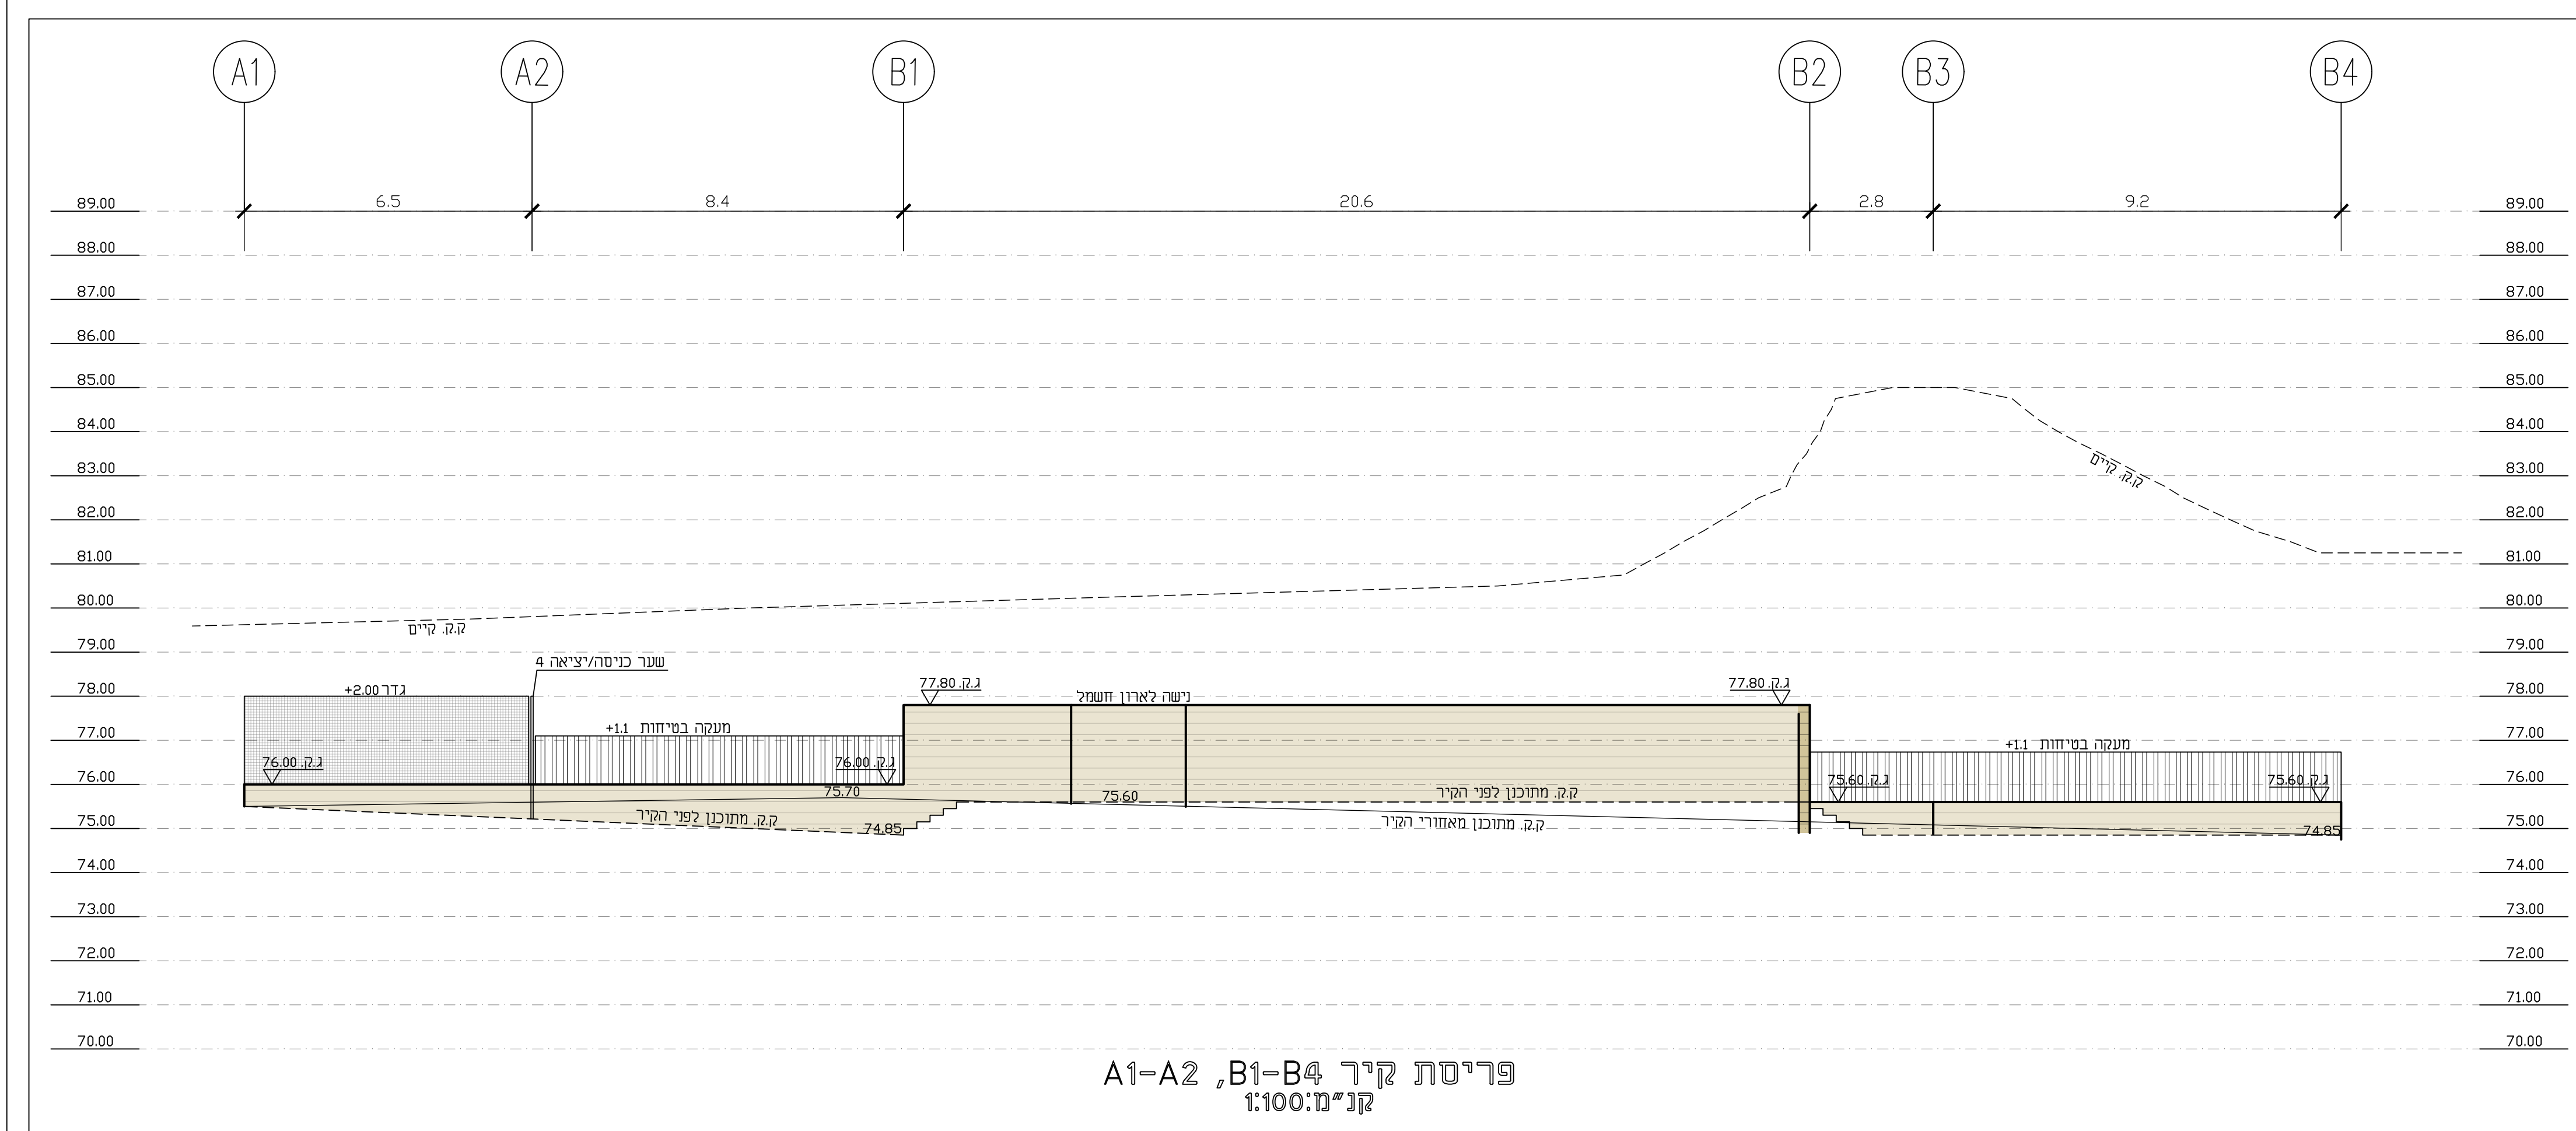 A1 A2 B1 B2 B3 B4
6.5 8.4 20.6 2.8 9.2
89.00 89.00
88.00 88.00
87.00 87.00
86.00 86.00
85.00 85.00
84.00 84.00
83.00 83.00
ק.ק. קיים
82.00 82.00
81.00 81.00
80.00 80.00
ק.ק. קיים
79.00 79.00
שער כניסה/יציאה 4
78.00 78.00
גדר +2.00
ג.ק. 77.80
נישה לארון חשמל
ג.ק. 77.80
77.00 77.00
מעקה בטיחות +1.1
מעקה בטיחות +1.1
76.00 76.00
ג.ק. 76.00
ג.ק. 76.00
ג.ק. 75.60
ג.ק. 75.60
75.70
75.60
ק.ק. מתוכנן לפני הקיר
75.00 75.00
ק.ק. מתוכנן לפני הקיר
74.85
ק.ק. מתוכנן מאחורי הקיר
74.85
74.00 74.00
73.00 73.00
72.00 72.00
71.00 71.00
70.00 70.00
פריסת קיר A1-A2 ,B1-B4
קנ"מ:1:100